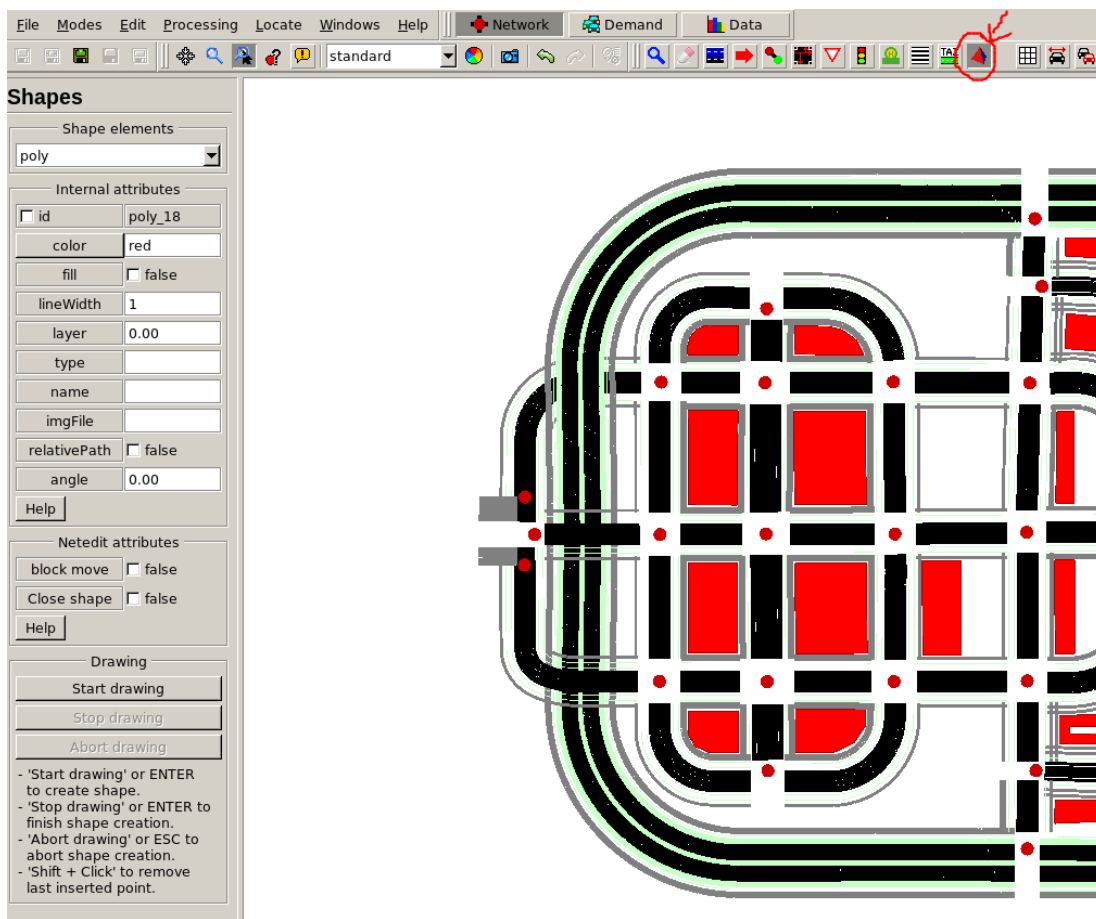 File Modes Edit Processing Locate Windows Help Network Demand Data
standard TAZ
Shapes
Shape elements
poly
Internal attributes
id poly_18
color red
fill false
lineWidth 1
layer 0.00
type
name
imgFile
relativePath false
angle 0.00
Help
Netedit attributes
block move false
Close shape false
Help
Drawing
Start drawing
Stop drawing
Abort drawing
- 'Start drawing' or ENTER
to create shape.
- 'Stop drawing' or ENTER to
finish shape creation.
- 'Abort drawing' or ESC to
abort shape creation.
- 'Shift + Click' to remove
last inserted point.